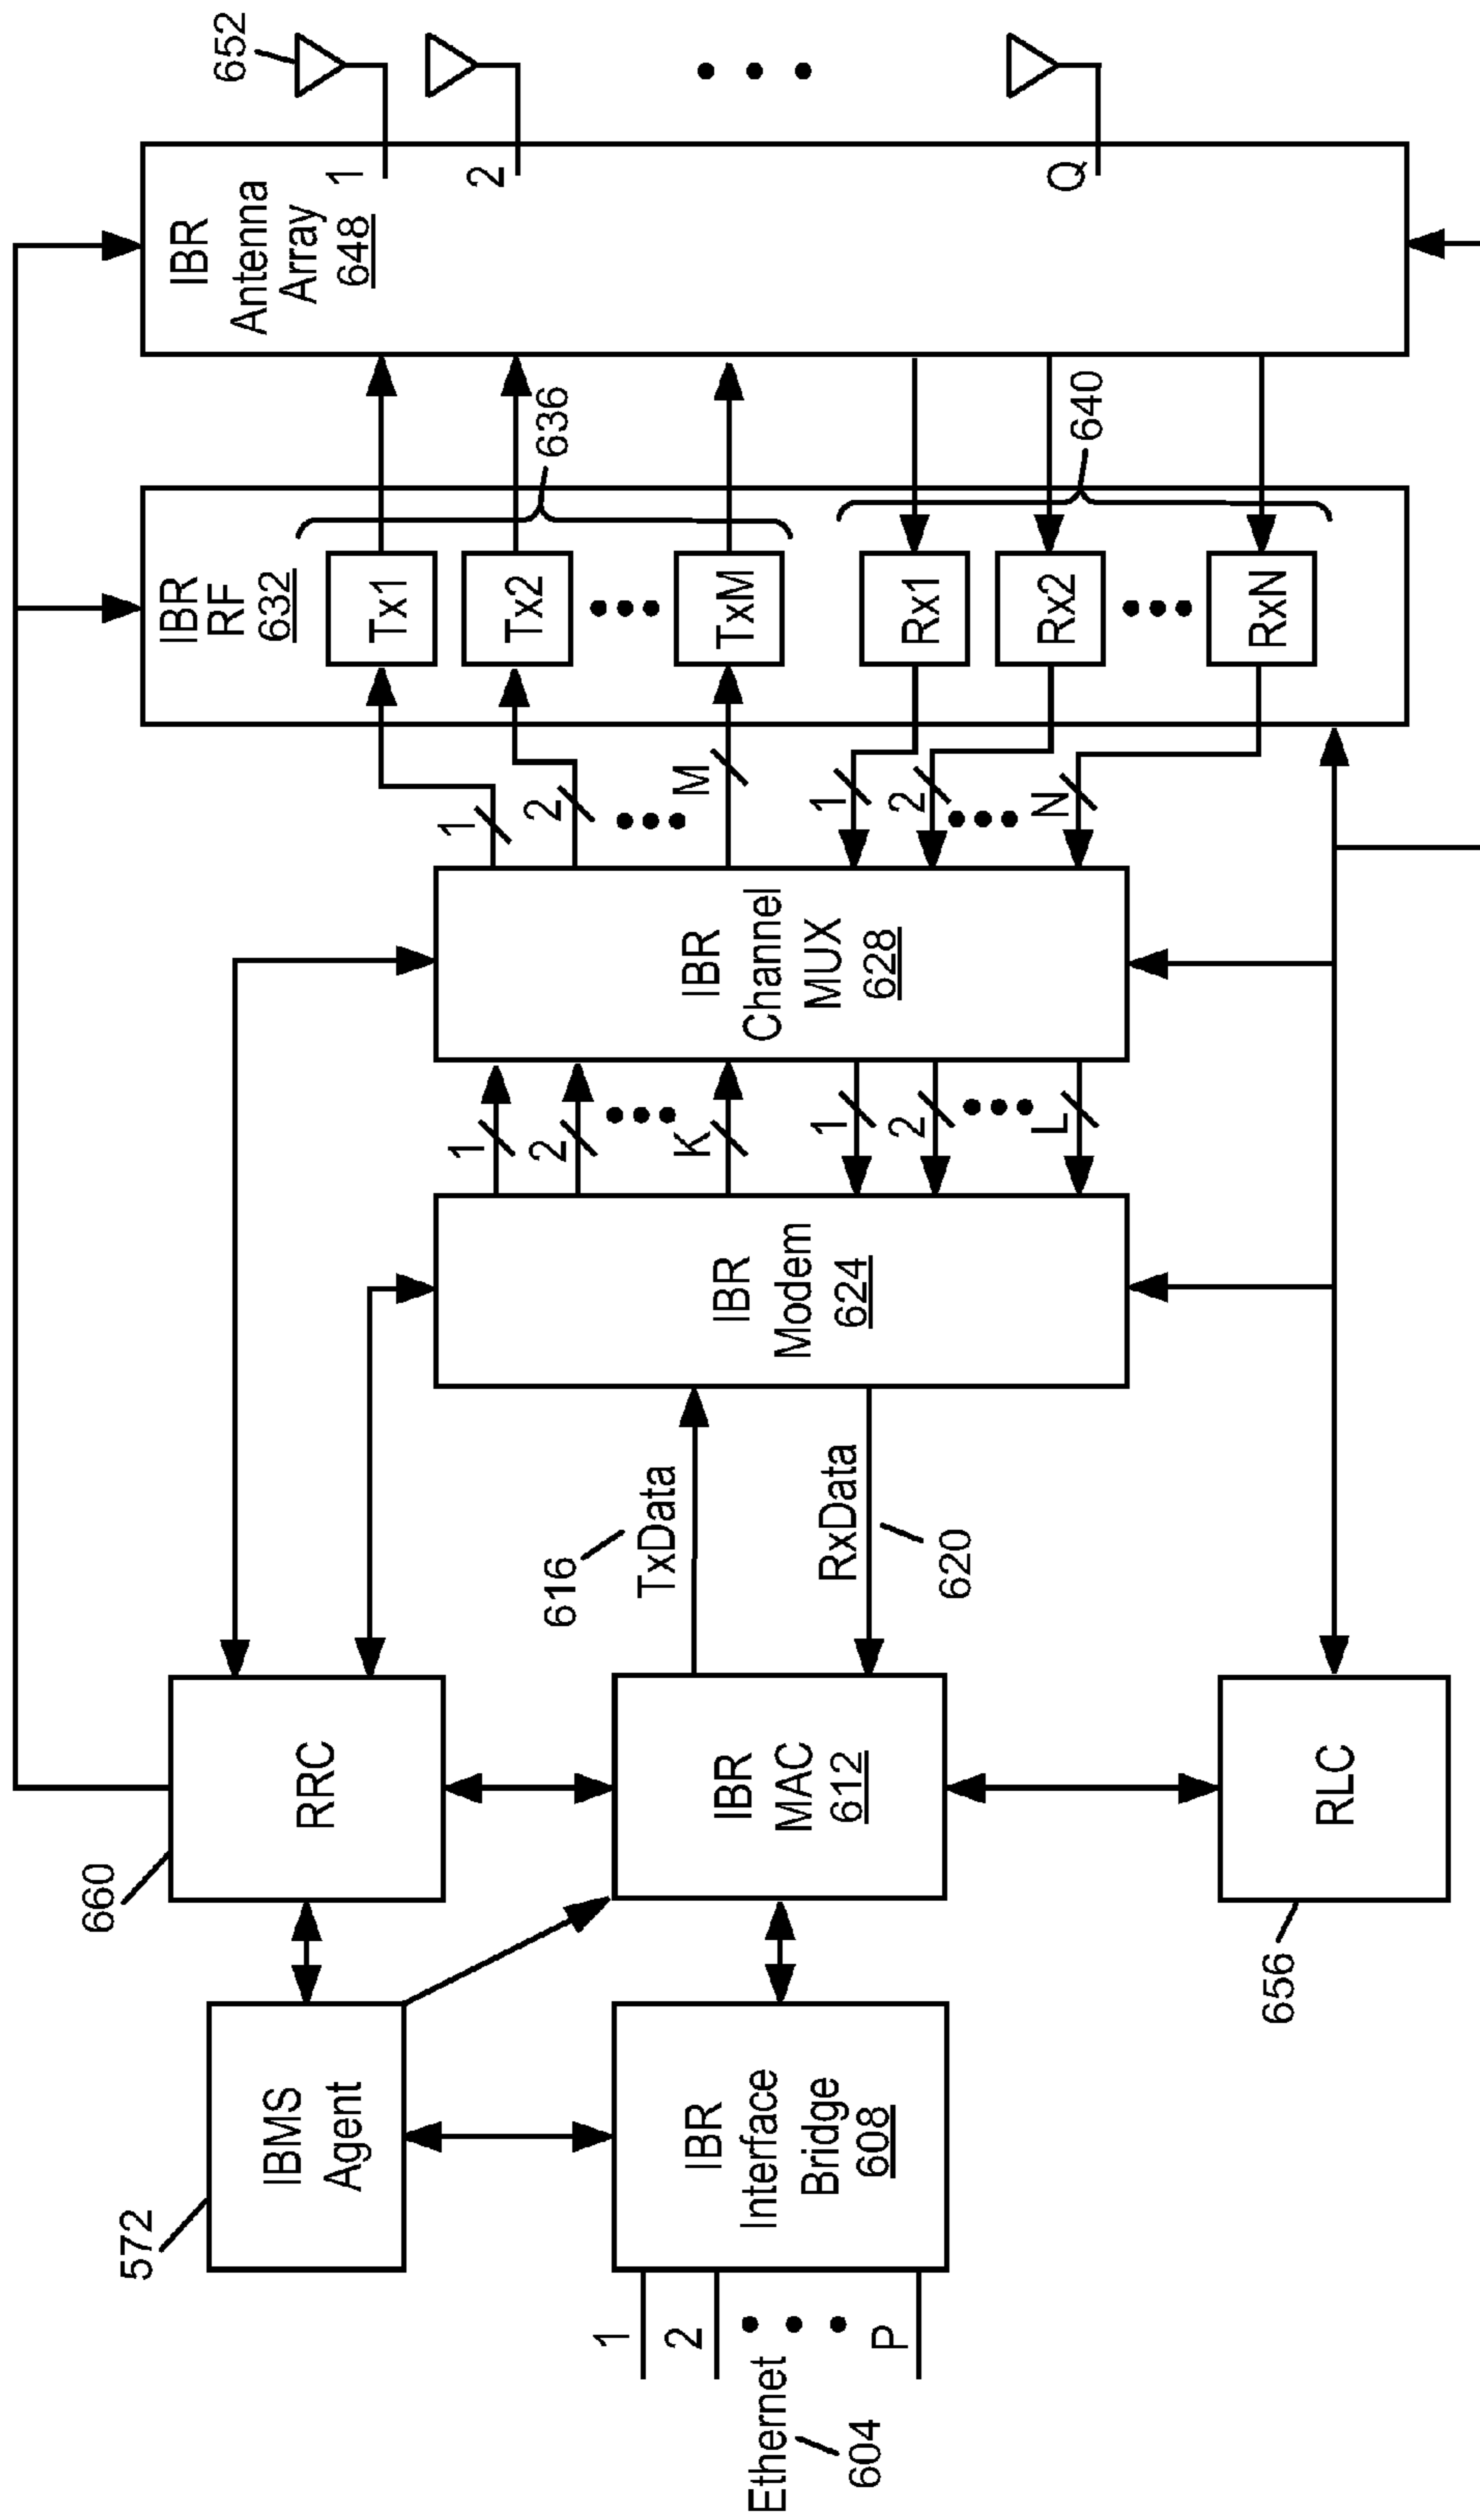 572
IBMS
Agent
660
RRC
Ethernet
604
1
2
P
IBR
Interface
Bridge
608
IBR
MAC
612
656
RLC
616
TxData
RxData
620
IBR
Modem
624
1
2
K
1
2
L
IBR
Channel
MUX
628
1
2
M
1
2
N
IBR
RF
632
Tx1
Tx2
TxM
Rx1
Rx2
RxN
636
640
IBR
Antenna
Array
648
1
2
Q
652